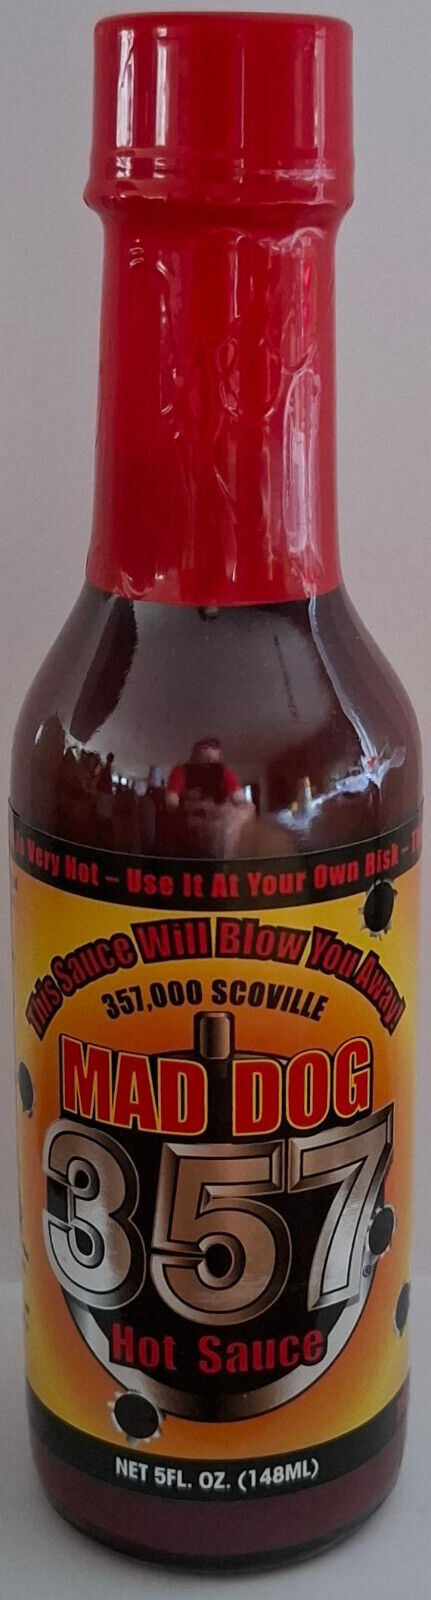 is Very Hot – Use It At Your Own Risk – T
This Sauce Will Blow You Away!
357,000 SCOVILLE
MAD DOG
357®
Hot Sauce
NET 5FL. OZ. (148ML)